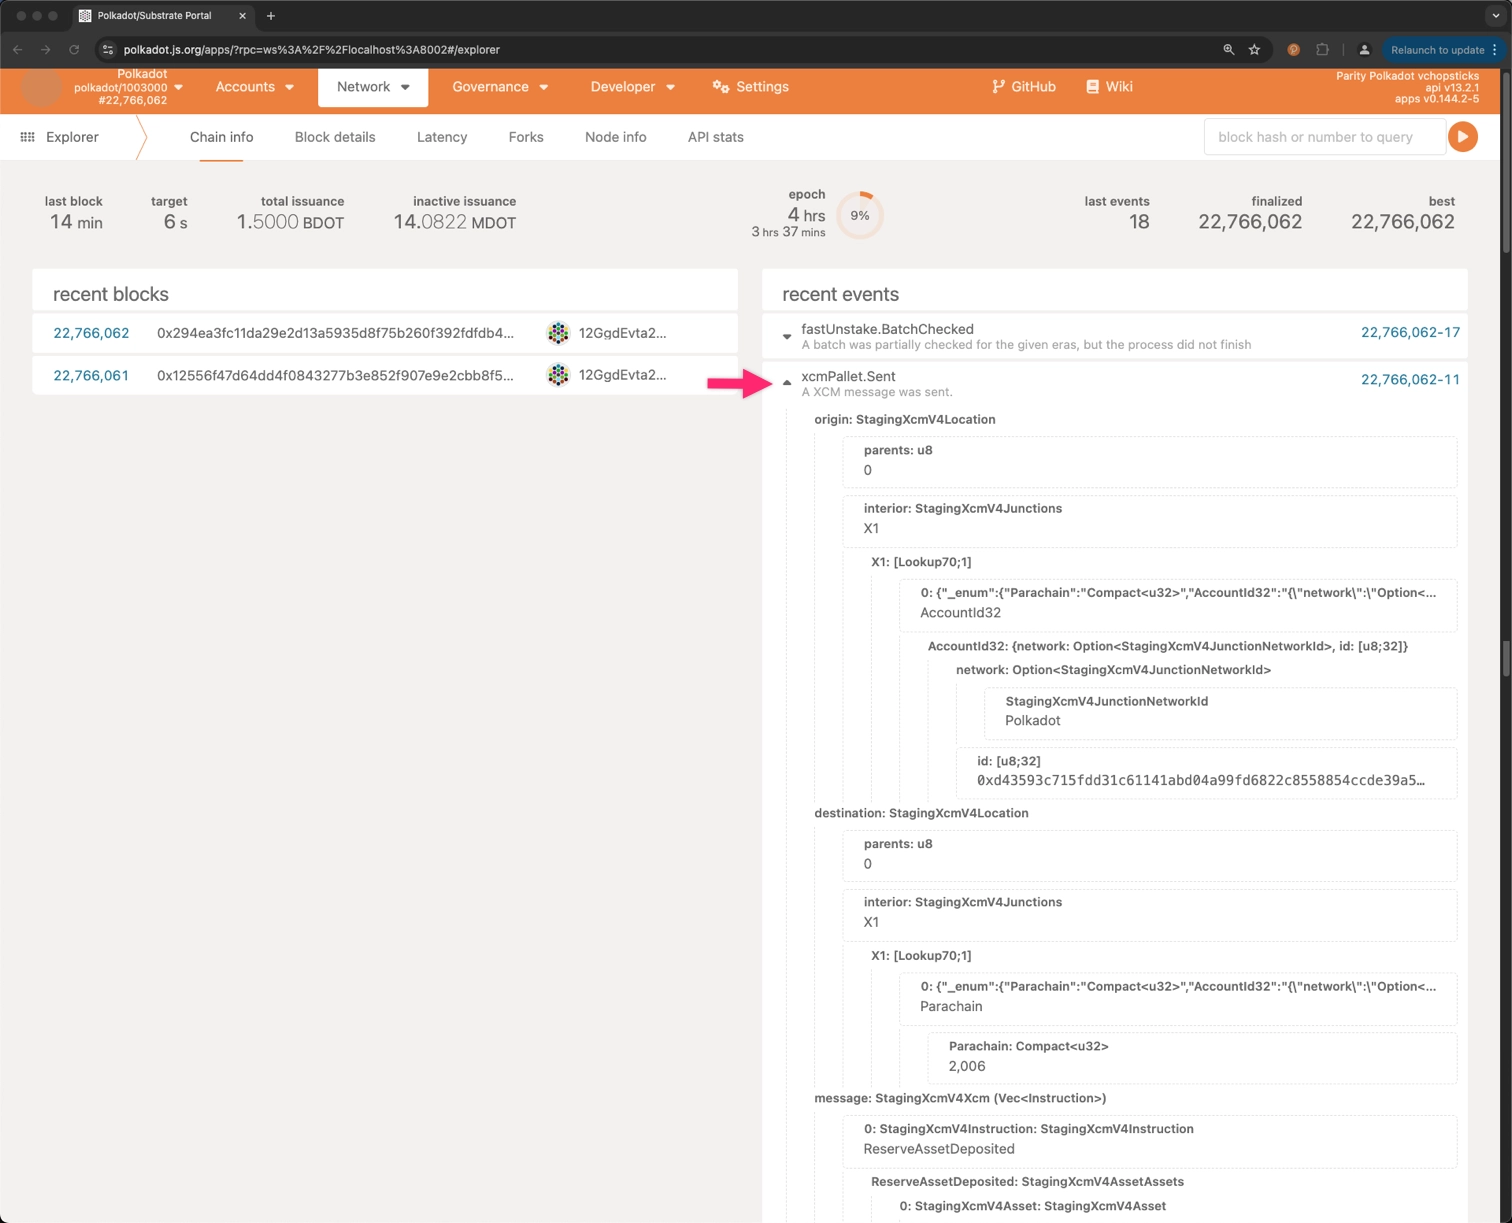 Polkadot/Substrate Portal
polkadot.js.org/apps/?rpc=ws%3A%2F%2Flocalhost%3A8002#/explorer
Relaunch to update
Polkadot
polkadot/1003000
#22,766,062
Accounts
Network
Governance
Developer
Settings
GitHub
Wiki
Parity Polkadot vchopsticks
api v13.2.1
apps v0.144.2-5
Explorer
Chain info
Block details
Latency
Forks
Node info
API stats
block hash or number to query
last block
14 min
target
6 s
total issuance
1.5000 BDOT
inactive issuance
14.0822 MDOT
epoch
4 hrs
3 hrs 37 mins
9%
last events
18
finalized
22,766,062
best
22,766,062
recent blocks
22,766,062 0x294ea3fc11da29e2d13a5935d8f75b260f392fdfdb4... 12GgdEvta2...
22,766,061 0x12556f47d64dd4f0843277b3e852f907e9e2cbb8f5... 12GgdEvta2...
recent events
fastUnstake.BatchChecked
A batch was partially checked for the given eras, but the process did not finish
22,766,062-17
xcmPallet.Sent
A XCM message was sent.
22,766,062-11
origin: StagingXcmV4Location
parents: u8
0
interior: StagingXcmV4Junctions
X1
X1: [Lookup70;1]
0: {"_enum":{"Parachain":"Compact<u32>","AccountId32":"{\"network\":\"Option<...
AccountId32
AccountId32: {network: Option<StagingXcmV4JunctionNetworkId>, id: [u8;32]}
network: Option<StagingXcmV4JunctionNetworkId>
StagingXcmV4JunctionNetworkId
Polkadot
id: [u8;32]
0xd43593c715fdd31c61141abd04a99fd6822c8558854ccde39a5…
destination: StagingXcmV4Location
parents: u8
0
interior: StagingXcmV4Junctions
X1
X1: [Lookup70;1]
0: {"_enum":{"Parachain":"Compact<u32>","AccountId32":"{\"network\":\"Option<...
Parachain
Parachain: Compact<u32>
2,006
message: StagingXcmV4Xcm (Vec<Instruction>)
0: StagingXcmV4Instruction: StagingXcmV4Instruction
ReserveAssetDeposited
ReserveAssetDeposited: StagingXcmV4AssetAssets
0: StagingXcmV4Asset: StagingXcmV4Asset